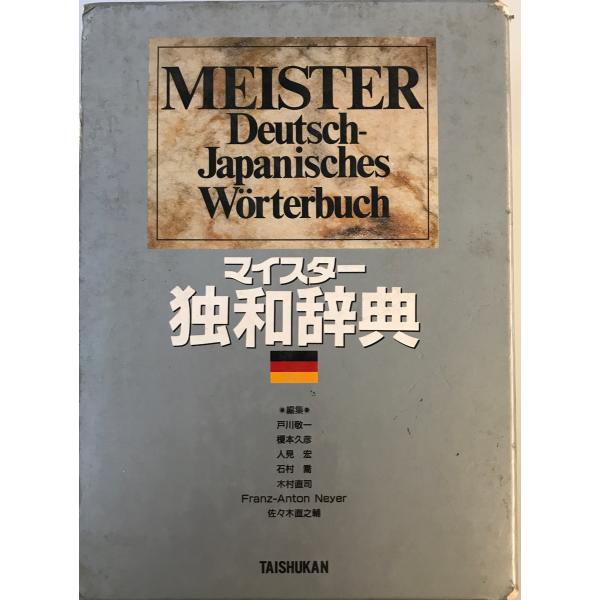 MEISTER
Deutsch-
Japanisches
Wörterbuch
マイスター
独和辞典
*編集*
戸川敬一
榎本久彦
人見 宏
石村 喬
木村直司
Franz-Anton Neyer
佐々木直之輔
TAISHUKAN